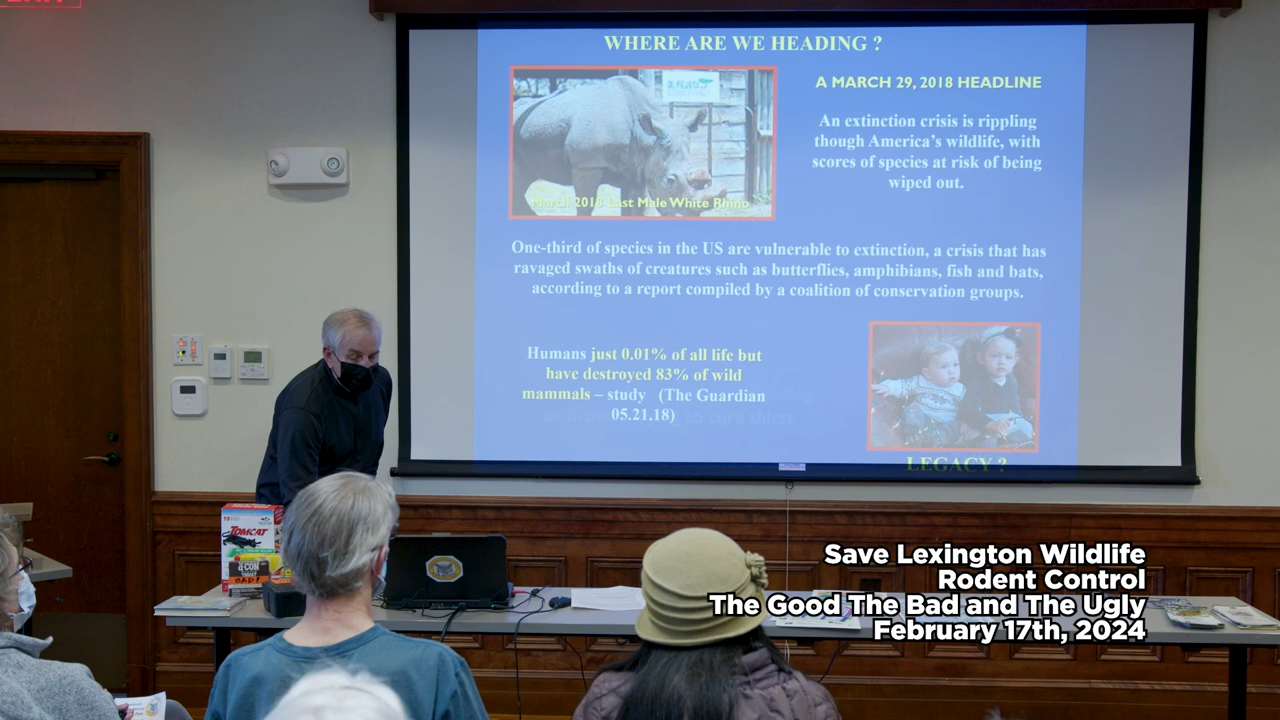 EXIT
WHERE ARE WE HEADING ?
March 2018 Last Male White Rhino
A MARCH 29, 2018 HEADLINE
An extinction crisis is rippling
though America's wildlife, with
scores of species at risk of being
wiped out.
One-third of species in the US are vulnerable to extinction, a crisis that has
ravaged swaths of creatures such as butterflies, amphibians, fish and bats,
according to a report compiled by a coalition of conservation groups.
Humans just 0.01% of all life but
have destroyed 83% of wild
mammals – study (The Guardian
05.21.18)
LEGACY ?
TOMCAT
d-CON
Save Lexington Wildlife
Rodent Control
The Good The Bad and The Ugly
February 17th, 2024